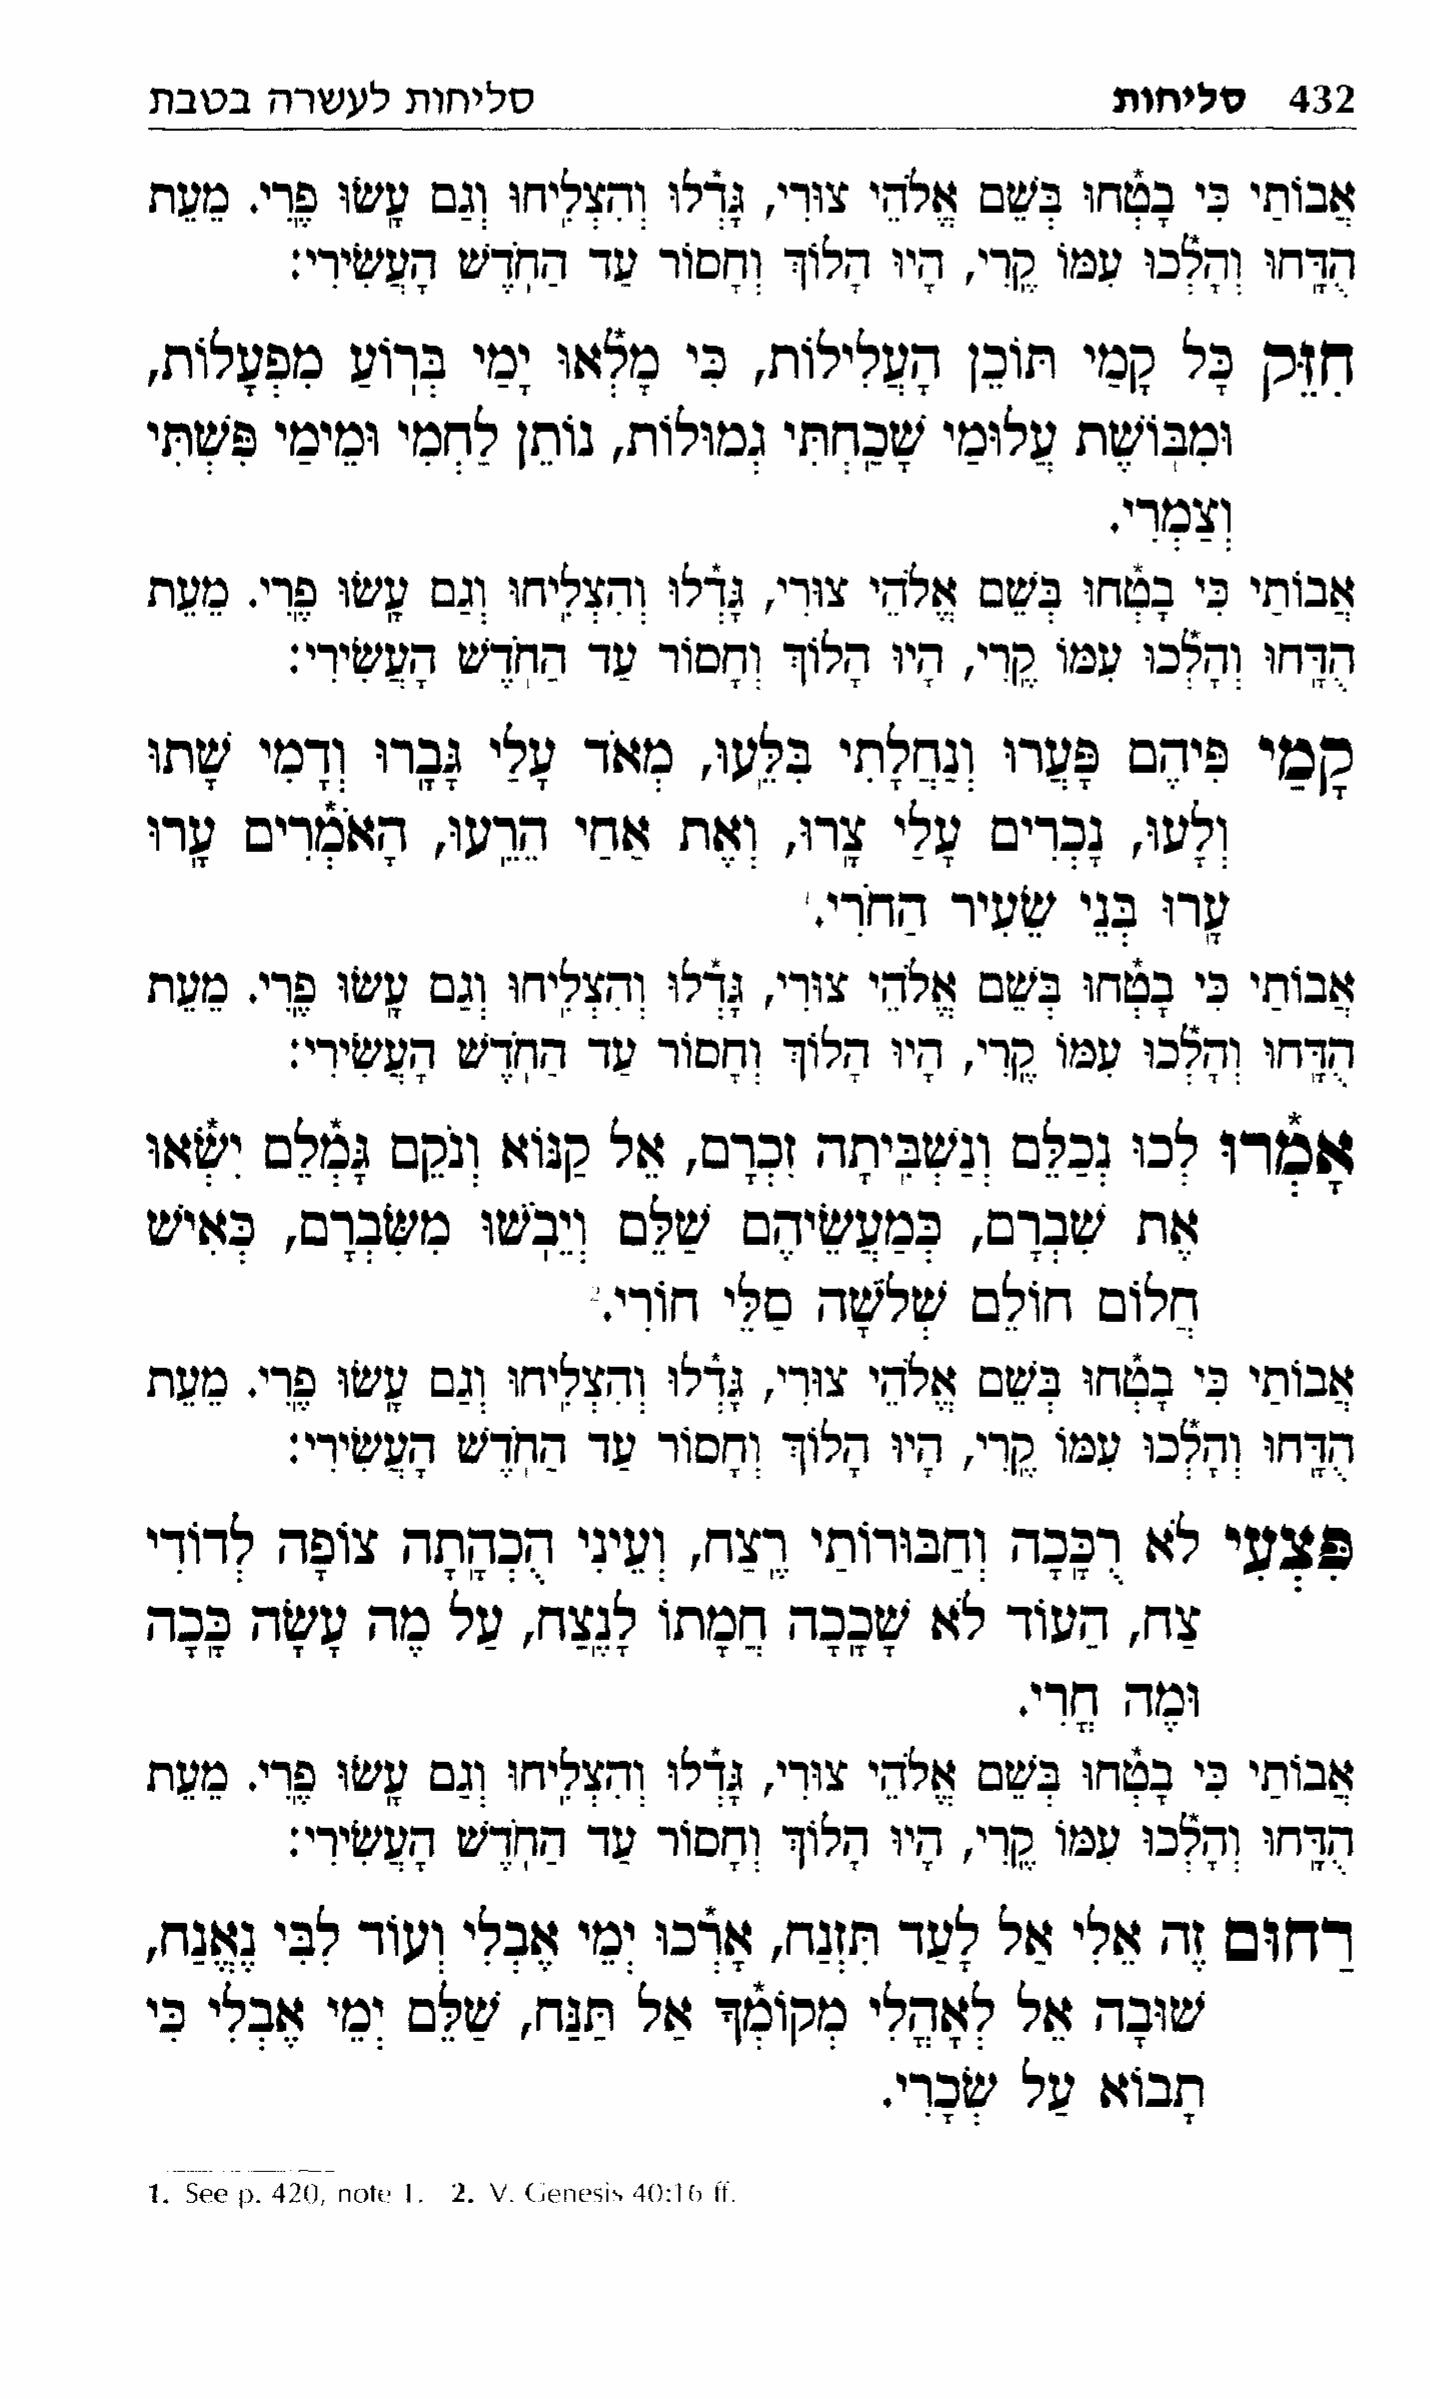 432 סליחות סליחות לעשרה בטבת
אֲבוֹתַי כִּי בָטְ֯חוּ בְּשֵׁם אֱלֹהֵי צוּרִי, גָּדְ֯לוּ וְהִצְלִיחוּ וְגַם עָשׂוּ פֶרִי. מֵעֵת
הֻדָּחוּ וְהָלְ֯כוּ עִמּוֹ קֶרִי, הָיוּ הָלוֹךְ וְחָסוֹר עַד הַחֹדֶשׁ הָעֲשִׂירִי:
חִזֵּק כָּל קָמַי תּוֹכֵן הָעֲלִילוֹת, כִּי מָלְ֯אוּ יָמַי בְּרוֹעַ מִפְעָלוֹת,
וּמִבּוֹשֶׁת עֲלוּמַי שָׁכַחְתִּי גְמוּלוֹת, נוֹתֵן לַחְמִי וּמֵימַי פִּשְׁתִּי
וְצַמְרִי.
אֲבוֹתַי כִּי בָטְ֯חוּ בְּשֵׁם אֱלֹהֵי צוּרִי, גָּדְ֯לוּ וְהִצְלִיחוּ וְגַם עָשׂוּ פֶרִי. מֵעֵת
הֻדָּחוּ וְהָלְ֯כוּ עִמּוֹ קֶרִי, הָיוּ הָלוֹךְ וְחָסוֹר עַד הַחֹדֶשׁ הָעֲשִׂירִי:
קָמַי פִּיהֶם פָּעֲרוּ וְנַחֲלָתִי בִּלֵּעוּ, מְאֹד עָלַי גָּבָרוּ וְדָמִי שָׁתוּ
וְלָעוּ, נָכְרִים עָלַי צָרוּ, וְאֶת אַחַי הֵרֵעוּ, הָאֹמְ֯רִים עָרוּ
עָרוּ בְּנֵי שֵׂעִיר הַחֹרִי.¹
אֲבוֹתַי כִּי בָטְ֯חוּ בְּשֵׁם אֱלֹהֵי צוּרִי, גָּדְ֯לוּ וְהִצְלִיחוּ וְגַם עָשׂוּ פֶרִי. מֵעֵת
הֻדָּחוּ וְהָלְ֯כוּ עִמּוֹ קֶרִי, הָיוּ הָלוֹךְ וְחָסוֹר עַד הַחֹדֶשׁ הָעֲשִׂירִי:
אָמְ֯רוּ לְכוּ נְכַלֵּם וְנַשְׁבִּיתָה זִכְרָם, אֵל קַנּוֹא וְנֹקֵם גָּמְ֯לֵם יִשְׂ֯אוּ
אֶת שִׁבְרָם, כְּמַעֲשֵׂיהֶם שַׁלֵּם וְיֵבֹשׁוּ מִשִּׂבְרָם, כְּאִישׁ
חֲלוֹם חוֹלֵם שְׁלֹשָׁה סַלֵּי חוֹרִי.²
אֲבוֹתַי כִּי בָטְ֯חוּ בְּשֵׁם אֱלֹהֵי צוּרִי, גָּדְ֯לוּ וְהִצְלִיחוּ וְגַם עָשׂוּ פֶרִי. מֵעֵת
הֻדָּחוּ וְהָלְ֯כוּ עִמּוֹ קֶרִי, הָיוּ הָלוֹךְ וְחָסוֹר עַד הַחֹדֶשׁ הָעֲשִׂירִי:
פִּצְעִי לֹא רֻכָּכָה וְחַבּוּרוֹתַי רֶצַח, וְעֵינִי הֻכְהָתָה צוֹפָה לְדוֹדִי
צַח, הַעוֹד לֹא שָׁכָכָה חֲמָתוֹ לָנֶצַח, עַל מֶה עָשָׂה כָּכָה
וּמֶה חֳרִי.
אֲבוֹתַי כִּי בָטְ֯חוּ בְּשֵׁם אֱלֹהֵי צוּרִי, גָּדְ֯לוּ וְהִצְלִיחוּ וְגַם עָשׂוּ פֶרִי. מֵעֵת
הֻדָּחוּ וְהָלְ֯כוּ עִמּוֹ קֶרִי, הָיוּ הָלוֹךְ וְחָסוֹר עַד הַחֹדֶשׁ הָעֲשִׂירִי:
רַחוּם זֶה אֵלִי אַל לָעַד תִּזְנַח, אָרְ֯כוּ יְמֵי אֶבְלִי וְעוֹד לִבִּי נֶאֱנַח,
שׁוּבָה אֵל לְאָהֳלִי מְקוֹמְ֯ךָ אַל תַּנַּח, שַׁלֵּם יְמֵי אֶבְלִי כִּי
תָבוֹא עַל שְׂכָרִי.
1. See p. 420, note 1. 2. V. Genesis 40:16 ff.